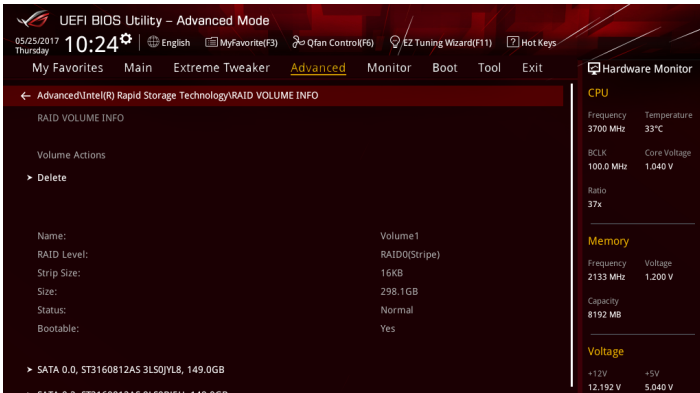 UEFI BIOS Utility – Advanced Mode
05/25/2017 Thursday 10:24 English MyFavorite(F3) Qfan Control(F6) EZ Tuning Wizard(F11) ? Hot Keys
My Favorites Main Extreme Tweaker Advanced Monitor Boot Tool Exit
← Advanced\Intel(R) Rapid Storage Technology\RAID VOLUME INFO
RAID VOLUME INFO
Volume Actions
> Delete
Name: Volume1
RAID Level: RAID0(Stripe)
Strip Size: 16KB
Size: 298.1GB
Status: Normal
Bootable: Yes
> SATA 0.0, ST3160812AS 3LS0JYL8, 149.0GB
Hardware Monitor
CPU
Frequency Temperature
3700 MHz 33°C
BCLK Core Voltage
100.0 MHz 1.040 V
Ratio
37x
Memory
Frequency Voltage
2133 MHz 1.200 V
Capacity
8192 MB
Voltage
+12V +5V
12.192 V 5.040 V